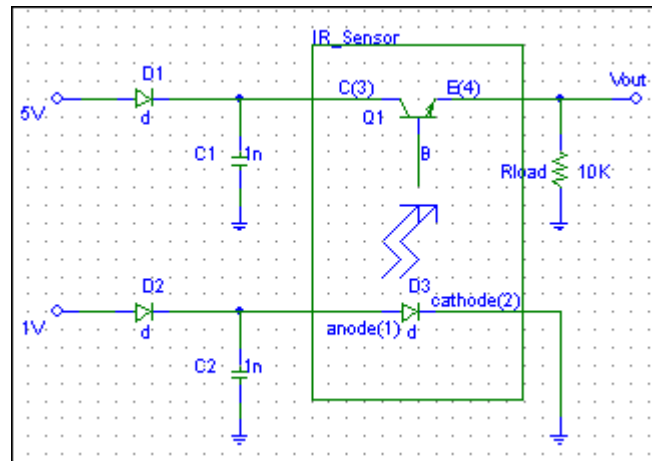 IR_Sensor
D1
C(3)
E(4)
Vout
5V
d
Q1
C1
1n
B
Rload
10K
D2
D3
cathode(2)
1V
d
anode(1)
d
C2
1n